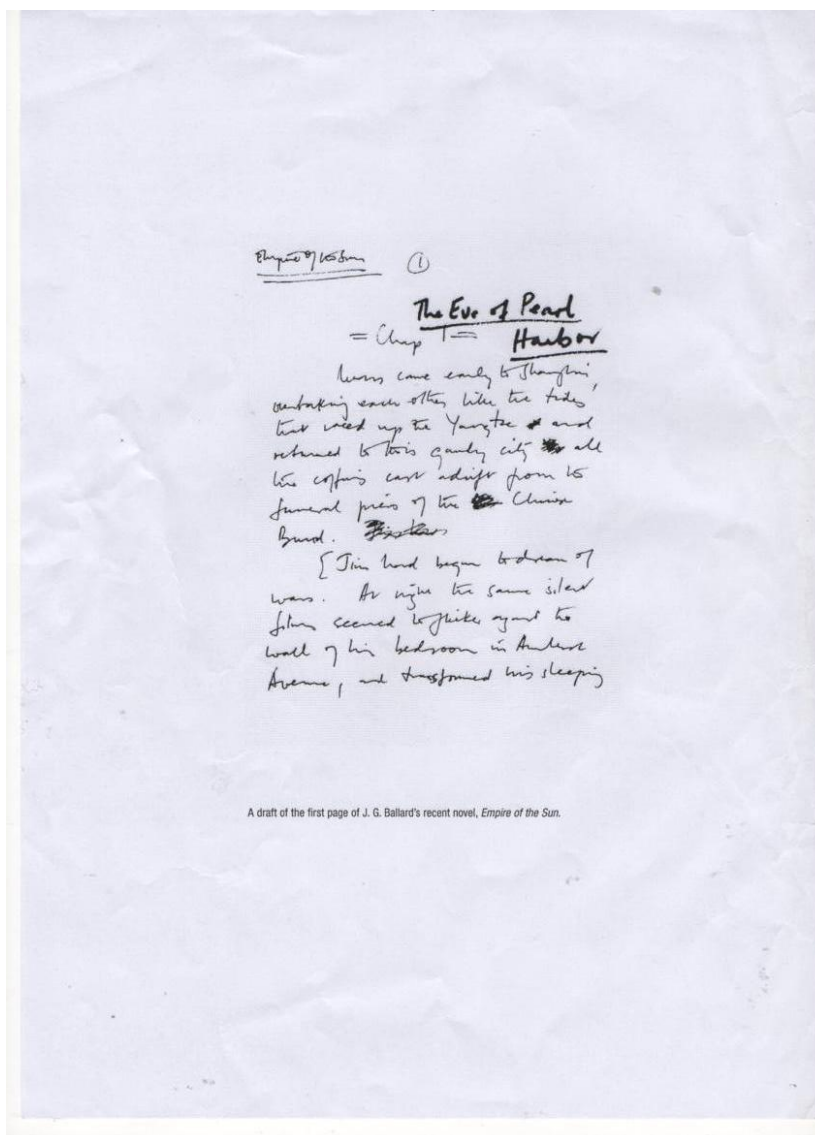 Empire of the Sun
1
The Eve of Pearl
Harbor
= Chap 1 =
Wars came early to Shanghai,
overtaking each other like the tides
that raced up the Yangtze and
returned to this gaudy city all
the coffins cast adrift from the
funeral piers of the Chinese
Bund.
[ Jim had begun to dream of
wars. At night the same silent
films seemed to flicker against the
wall of his bedroom in Amherst
Avenue, and transformed his sleeping
A draft of the first page of J. G. Ballard's recent novel, Empire of the Sun.